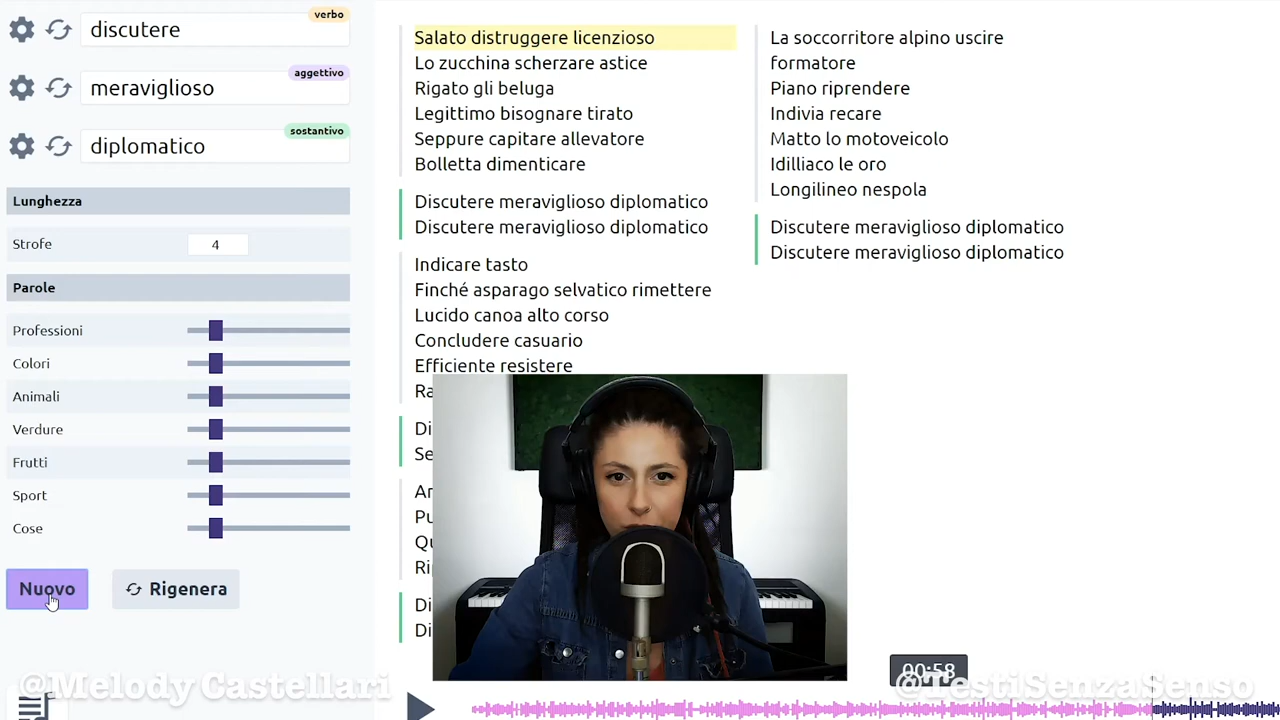 verbo
discutere
aggettivo
meraviglioso
sostantivo
diplomatico
Lunghezza
Strofe 4
Parole
Professioni
Colori
Animali
Verdure
Frutti
Sport
Cose
Nuovo
Rigenera
Salato distruggere licenzioso
Lo zucchina scherzare astice
Rigato gli beluga
Legittimo bisognare tirato
Seppure capitare allevatore
Bolletta dimenticare
Discutere meraviglioso diplomatico
Discutere meraviglioso diplomatico
Indicare tasto
Finché asparago selvatico rimettere
Lucido canoa alto corso
Concludere casuario
Efficiente resistere
La soccorritore alpino uscire
formatore
Piano riprendere
Indivia recare
Matto lo motoveicolo
Idilliaco le oro
Longilineo nespola
Discutere meraviglioso diplomatico
Discutere meraviglioso diplomatico
00:58
@TestiSenzaSenso